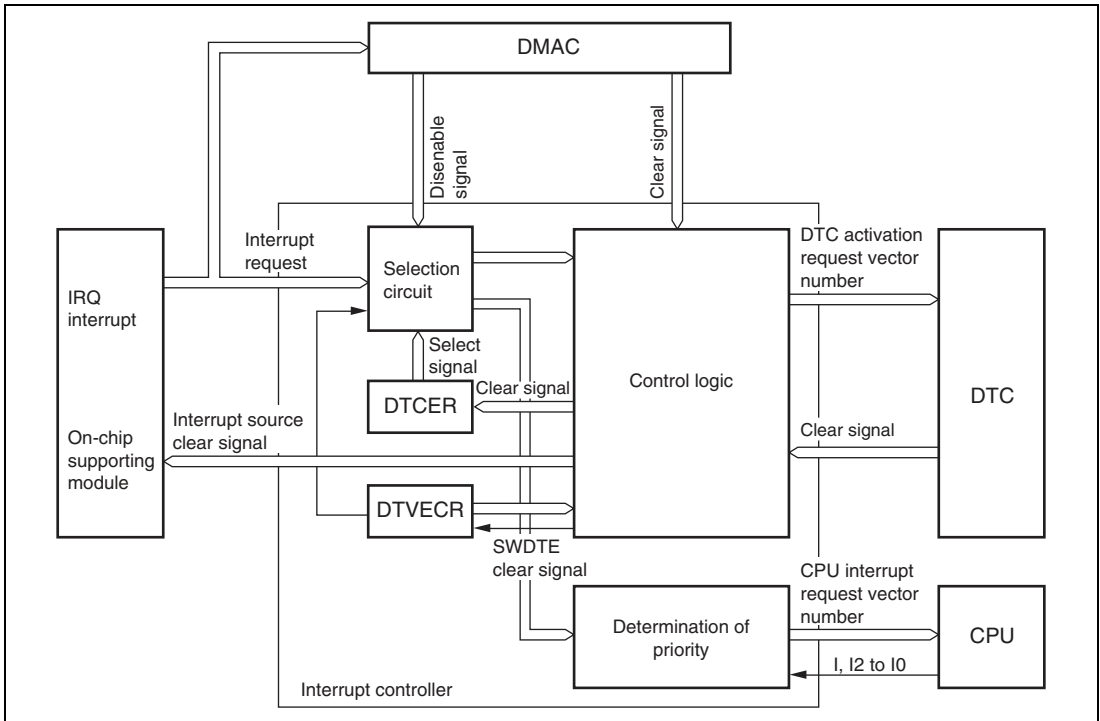 DMAC
Disenable
signal
Clear signal
Interrupt
request
Selection
circuit
DTC activation
request vector
number
IRQ
interrupt
Select
signal
Control logic
DTC
DTCER
Clear signal
Interrupt source
clear signal
On-chip
supporting
module
Clear signal
DTVECR
SWDTE
clear signal
CPU interrupt
request vector
number
Determination of
priority
CPU
I, I2 to I0
Interrupt controller